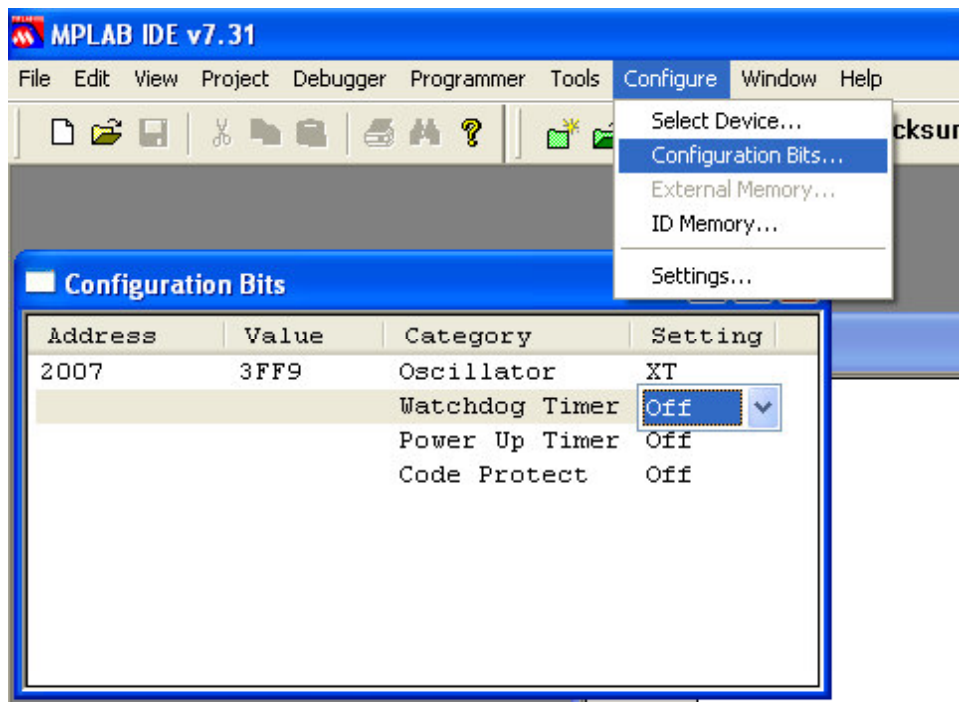 MPLAB IDE v7.31
File Edit View Project Debugger Programmer Tools Configure Window Help
Select Device...
cksum
Configuration Bits...
External Memory...
ID Memory...
Settings...
Configuration Bits
Address Value Category Setting
2007 3FF9 Oscillator XT
Watchdog Timer Off
Power Up Timer Off
Code Protect Off